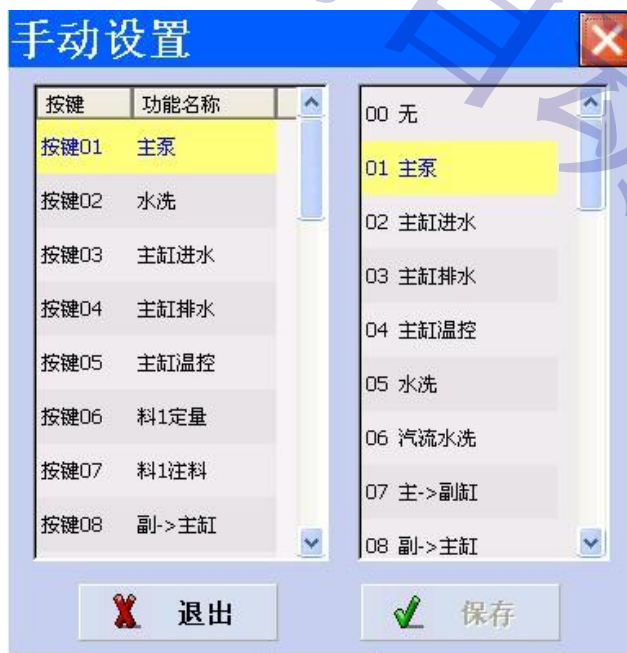 手动设置
按键 功能名称
按键01 主泵
按键02 水洗
按键03 主缸进水
按键04 主缸排水
按键05 主缸温控
按键06 料1定量
按键07 料1注料
按键08 副->主缸
00 无
01 主泵
02 主缸进水
03 主缸排水
04 主缸温控
05 水洗
06 汽流水洗
07 主->副缸
08 副->主缸
退出
保存